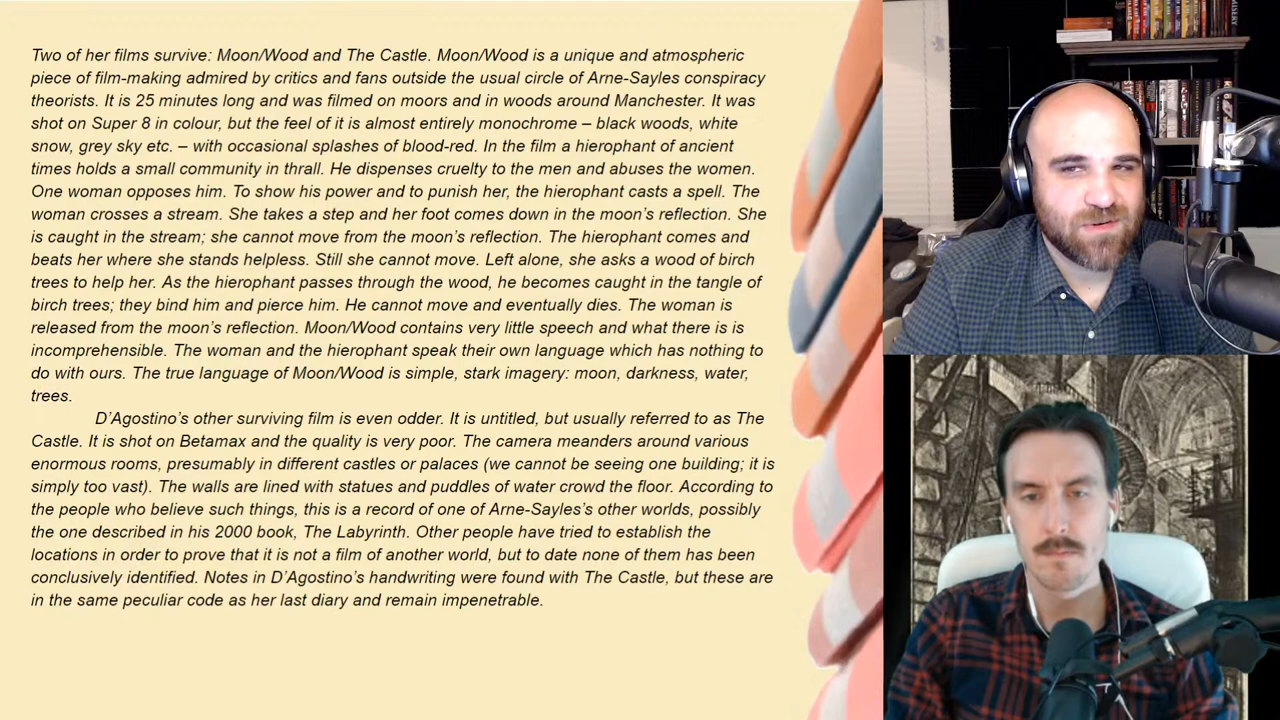 Two of her films survive: Moon/Wood and The Castle. Moon/Wood is a unique and atmospheric
piece of film-making admired by critics and fans outside the usual circle of Arne-Sayles conspiracy
theorists. It is 25 minutes long and was filmed on moors and in woods around Manchester. It was
shot on Super 8 in colour, but the feel of it is almost entirely monochrome – black woods, white
snow, grey sky etc. – with occasional splashes of blood-red. In the film a hierophant of ancient
times holds a small community in thrall. He dispenses cruelty to the men and abuses the women.
One woman opposes him. To show his power and to punish her, the hierophant casts a spell. The
woman crosses a stream. She takes a step and her foot comes down in the moon’s reflection. She
is caught in the stream; she cannot move from the moon’s reflection. The hierophant comes and
beats her where she stands helpless. Still she cannot move. Left alone, she asks a wood of birch
trees to help her. As the hierophant passes through the wood, he becomes caught in the tangle of
birch trees; they bind him and pierce him. He cannot move and eventually dies. The woman is
released from the moon’s reflection. Moon/Wood contains very little speech and what there is is
incomprehensible. The woman and the hierophant speak their own language which has nothing to
do with ours. The true language of Moon/Wood is simple, stark imagery: moon, darkness, water,
trees.
D’Agostino’s other surviving film is even odder. It is untitled, but usually referred to as The
Castle. It is shot on Betamax and the quality is very poor. The camera meanders around various
enormous rooms, presumably in different castles or palaces (we cannot be seeing one building; it is
simply too vast). The walls are lined with statues and puddles of water crowd the floor. According to
the people who believe such things, this is a record of one of Arne-Sayles’s other worlds, possibly
the one described in his 2000 book, The Labyrinth. Other people have tried to establish the
locations in order to prove that it is not a film of another world, but to date none of them has been
conclusively identified. Notes in D’Agostino’s handwriting were found with The Castle, but these are
in the same peculiar code as her last diary and remain impenetrable.
MISERY